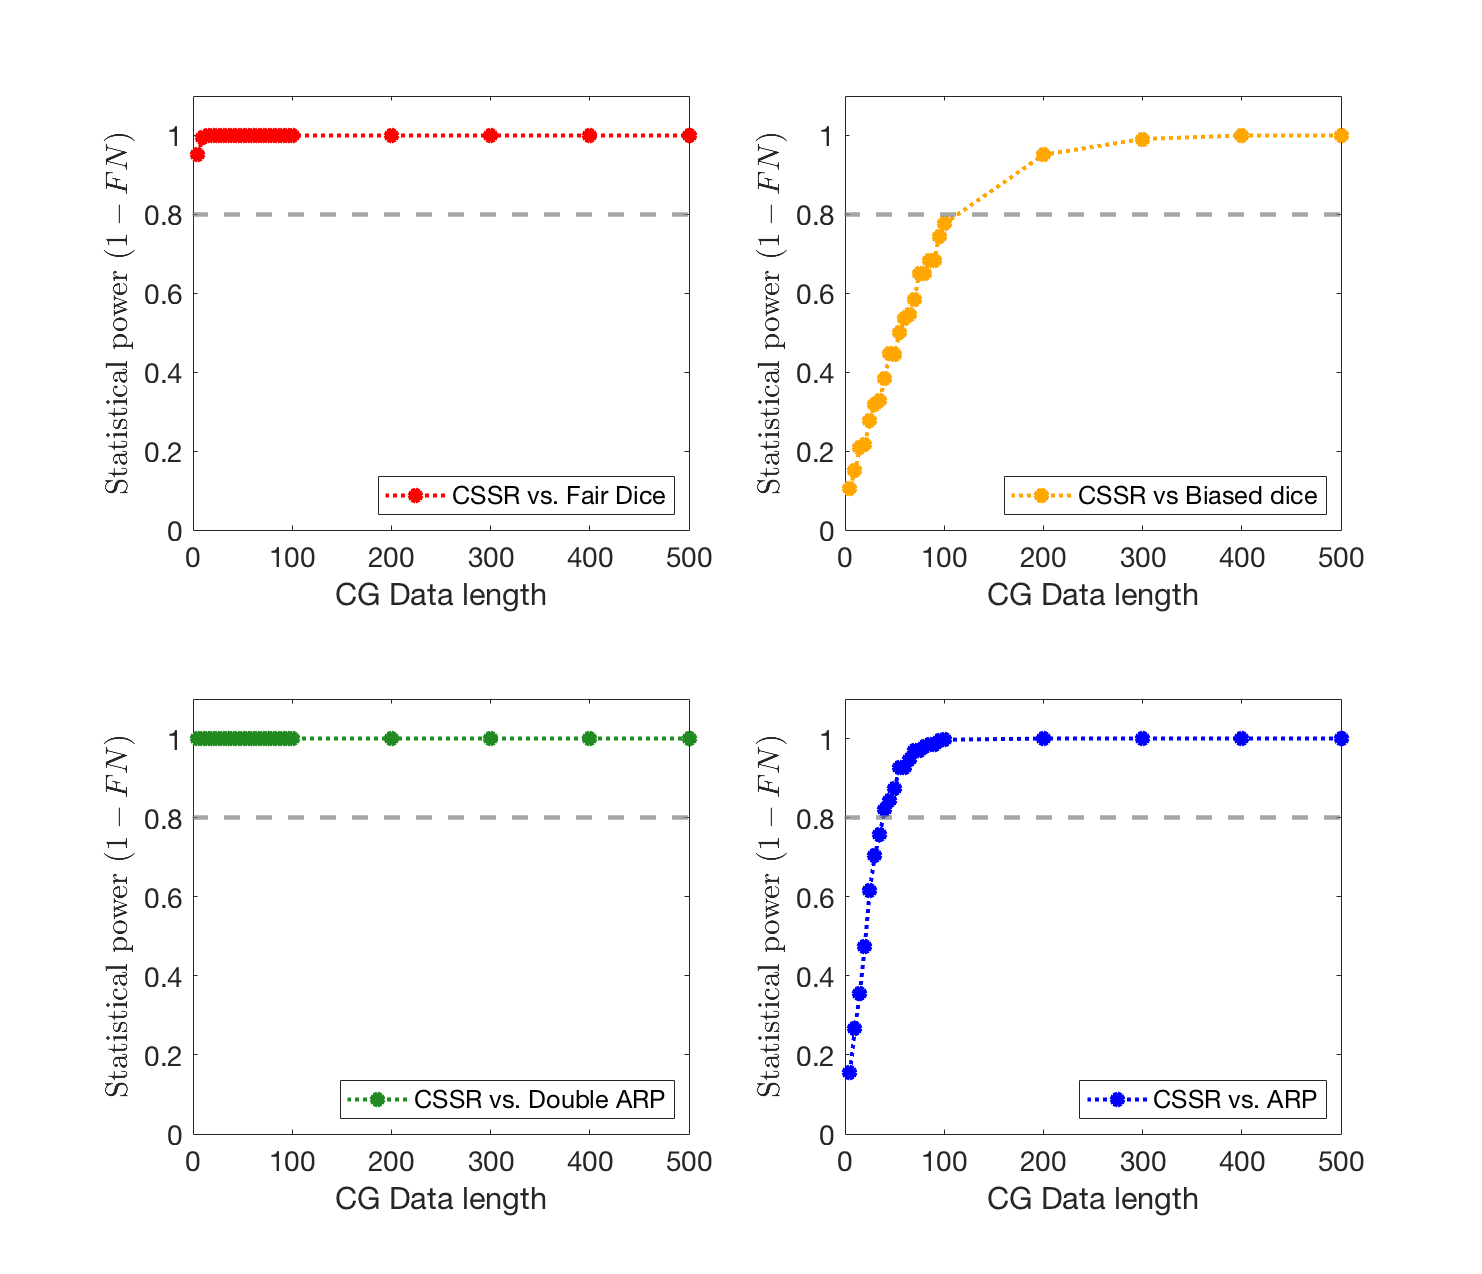 Statistical power (1 − FN)
1
0.8
0.6
0.4
0.2
0
CSSR vs. Fair Dice
0 100 200 300 400 500
CG Data length
Statistical power (1 − FN)
1
0.8
0.6
0.4
0.2
0
CSSR vs Biased dice
0 100 200 300 400 500
CG Data length
Statistical power (1 − FN)
1
0.8
0.6
0.4
0.2
0
CSSR vs. Double ARP
0 100 200 300 400 500
CG Data length
Statistical power (1 − FN)
1
0.8
0.6
0.4
0.2
0
CSSR vs. ARP
0 100 200 300 400 500
CG Data length